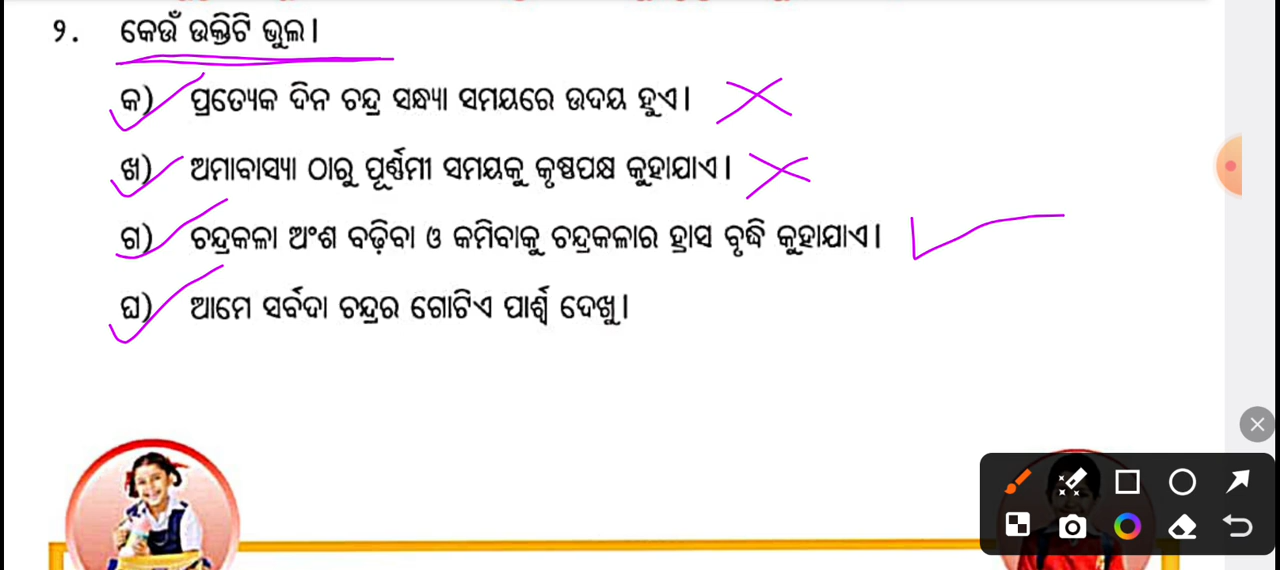 ୨. କେଉଁ ଉକ୍ତିଟି ଭୁଲ।
କ) ପ୍ରତ୍ୟେକ ଦିନ ଚନ୍ଦ୍ର ସନ୍ଧ୍ୟା ସମୟରେ ଉଦୟ ହୁଏ।
ଖ) ଅମାବାସ୍ୟା ଠାରୁ ପୂର୍ଣ୍ଣମୀ ସମୟକୁ କୃଷ୍ଣପକ୍ଷ କୁହାଯାଏ।
ଗ) ଚନ୍ଦ୍ରକଳା ଅଂଶ ବଢ଼ିବା ଓ କମିବାକୁ ଚନ୍ଦ୍ରକଳାର ହ୍ରାସ ବୃଦ୍ଧି କୁହାଯାଏ।
ଘ) ଆମେ ସର୍ବଦା ଚନ୍ଦ୍ରର ଗୋଟିଏ ପାର୍ଶ୍ଵ ଦେଖୁ।